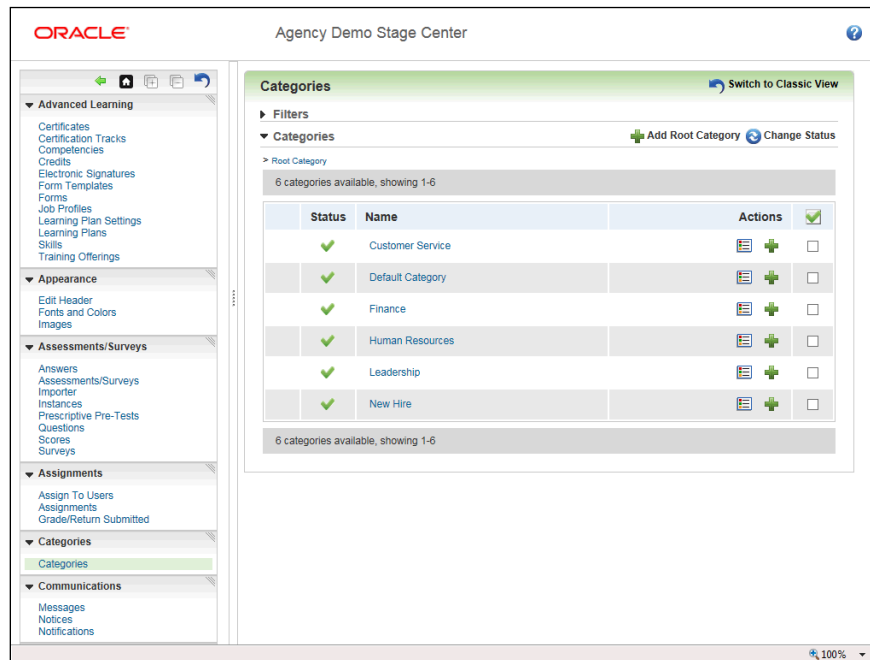 ORACLE
Agency Demo Stage Center
Advanced Learning
Certificates
Certification Tracks
Competencies
Credits
Electronic Signatures
Form Templates
Forms
Job Profiles
Learning Plan Settings
Learning Plans
Skills
Training Offerings
Appearance
Edit Header
Fonts and Colors
Images
Assessments/Surveys
Answers
Assessments/Surveys
Importer
Instances
Prescriptive Pre-Tests
Questions
Scores
Surveys
Assignments
Assign To Users
Assignments
Grade/Return Submitted
Categories
Categories
Communications
Messages
Notices
Notifications
Categories Switch to Classic View
Filters
Categories Add Root Category Change Status
> Root Category
6 categories available, showing 1-6
Status Name Actions
Customer Service
Default Category
Finance
Human Resources
Leadership
New Hire
6 categories available, showing 1-6
100%